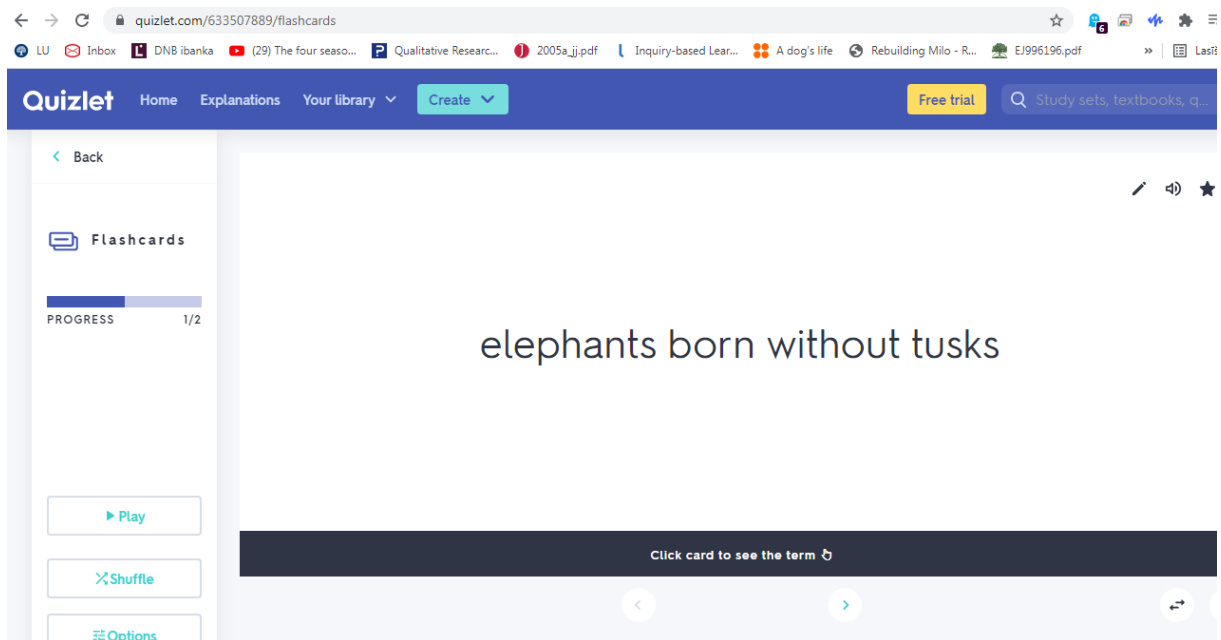 quizlet.com/633507889/flashcards
6
LU Inbox DNB ibanka (29) The four seaso... Qualitative Researc... 2005a_jj.pdf Inquiry-based Lear... A dog's life Rebuilding Milo - R... EJ996196.pdf » Lasīš
Quizlet Home Explanations Your library Create Free trial Study sets, textbooks, q...
Back
Flashcards
PROGRESS 1/2
elephants born without tusks
Play
Click card to see the term
Shuffle
Options